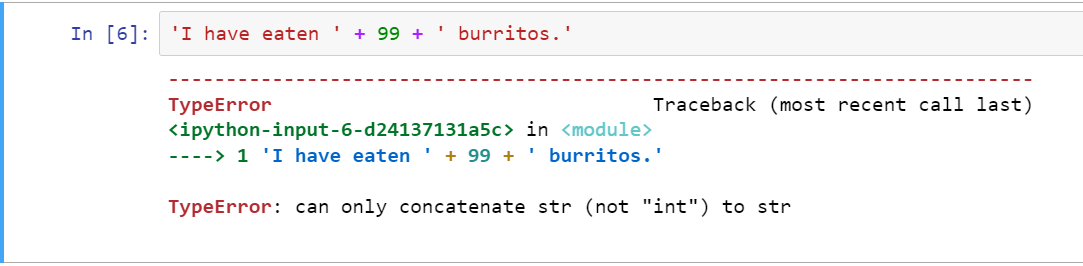 In [6]: 'I have eaten ' + 99 + ' burritos.'
---------------------------------------------------------------------------
TypeError                                 Traceback (most recent call last)
<ipython-input-6-d24137131a5c> in <module>
----> 1 'I have eaten ' + 99 + ' burritos.'
TypeError: can only concatenate str (not "int") to str